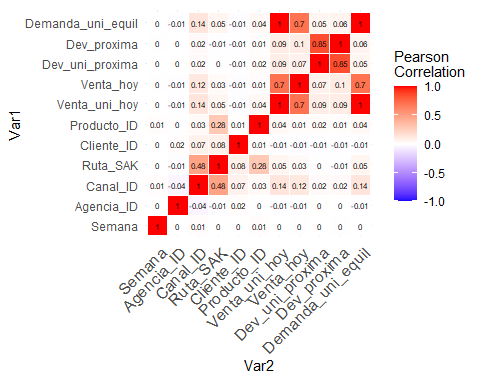 Demanda_uni_equil 0 -0.01 0.14 0.05 -0.01 0.04 1 0.7 0.05 0.06 1
Dev_proxima 0 0 0.02 -0.01 -0.01 0.01 0.09 0.1 0.85 1 0.06
Dev_uni_proxima 0 0 0.02 0 -0.01 0.02 0.09 0.07 1 0.85 0.05
Venta_hoy 0 0 0.12 0.03 -0.01 0.01 0.7 1 0.07 0.1 0.7
Venta_uni_hoy 0 -0.01 0.14 0.05 -0.01 0.04 1 0.7 0.09 0.09 1
Producto_ID 0.01 0 0.03 0.28 0.01 1 0.04 0.01 0.02 0.01 0.04
Cliente_ID 0 0.02 0.07 0.08 1 0.01 -0.01 -0.01 -0.01 -0.01 -0.01
Ruta_SAK 0 -0.01 0.48 1 0.08 0.28 0.05 0.03 0 -0.01 0.05
Canal_ID 0.01 -0.04 1 0.48 0.07 0.03 0.14 0.12 0.02 0.02 0.14
Agencia_ID 0 1 -0.04 -0.01 0.02 0 -0.01 0 0 0 -0.01
Semana 1 0 0.01 0 0 0.01 0 0 0 0 0
Var1
Semana
Agencia_ID
Canal_ID
Ruta_SAK
Cliente_ID
Producto_ID
Venta_uni_hoy
Venta_hoy
Dev_uni_proxima
Dev_proxima
Demanda_uni_equil
Var2
Pearson
Correlation
1.0
0.5
0.0
-0.5
-1.0